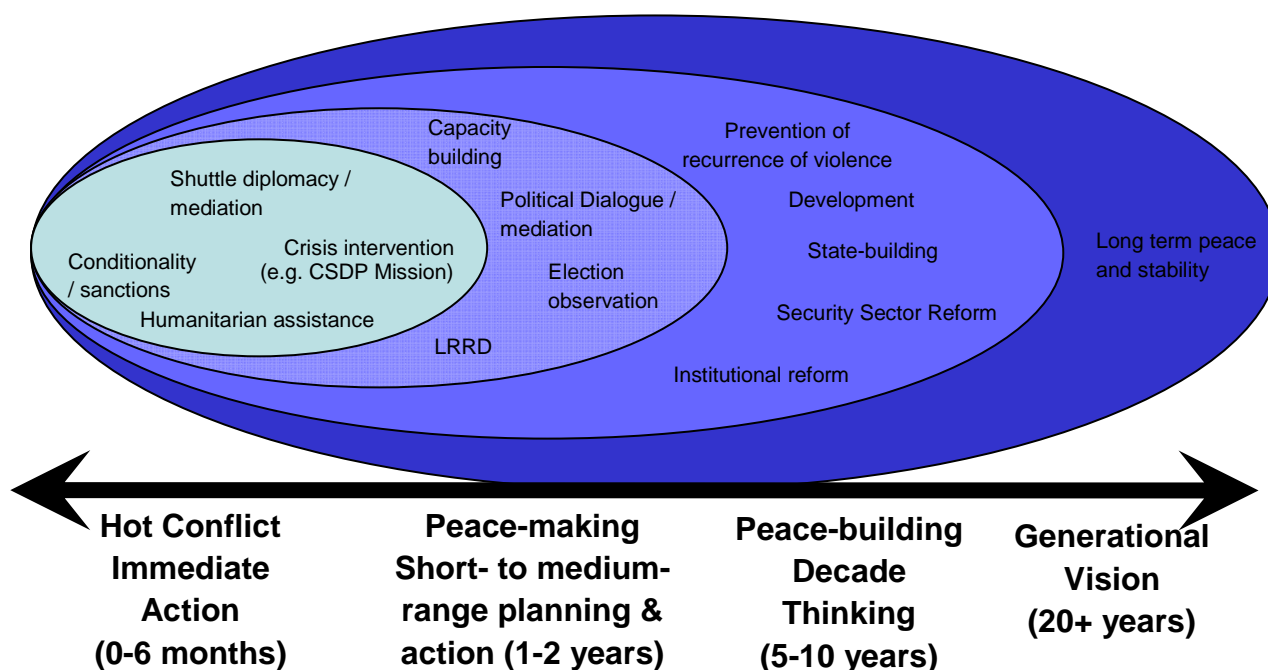 Shuttle diplomacy /
mediation
Conditionality
/ sanctions
Crisis intervention
(e.g. CSDP Mission)
Humanitarian assistance
Capacity
building
Political Dialogue /
mediation
Election
observation
LRRD
Prevention of
recurrence of violence
Development
State-building
Security Sector Reform
Institutional reform
Long term peace
and stability
Hot Conflict
Immediate
Action
(0-6 months)
Peace-making
Short- to medium-
range planning &
action (1-2 years)
Peace-building
Decade
Thinking
(5-10 years)
Generational
Vision
(20+ years)